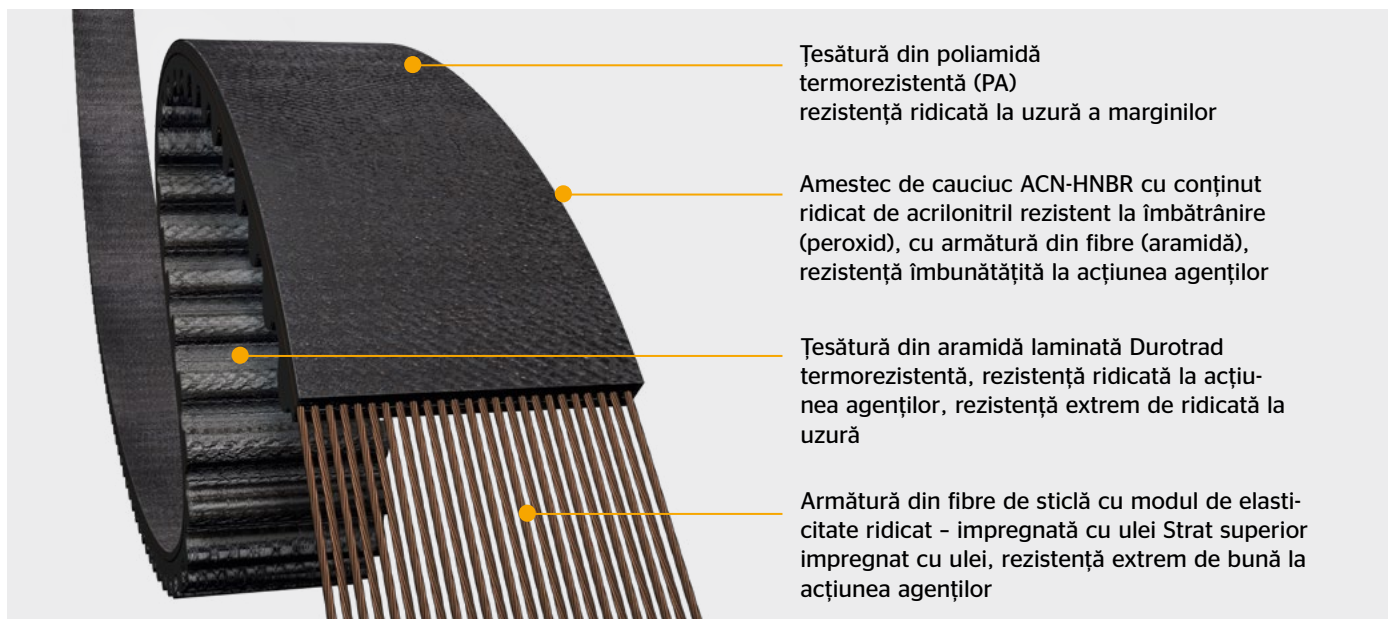 Țesătură din poliamidă
termorezistentă (PA)
rezistență ridicată la uzură a marginilor
Amestec de cauciuc ACN-HNBR cu conținut
ridicat de acrilonitril rezistent la îmbătrânire
(peroxid), cu armătură din fibre (aramidă),
rezistență îmbunătățită la acțiunea agenților
Țesătură din aramidă laminată Durotrad
termorezistentă, rezistență ridicată la acțiu-
nea agenților, rezistență extrem de ridicată la
uzură
Armătură din fibre de sticlă cu modul de elasti-
citate ridicat – impregnată cu ulei Strat superior
impregnat cu ulei, rezistență extrem de bună la
acțiunea agenților